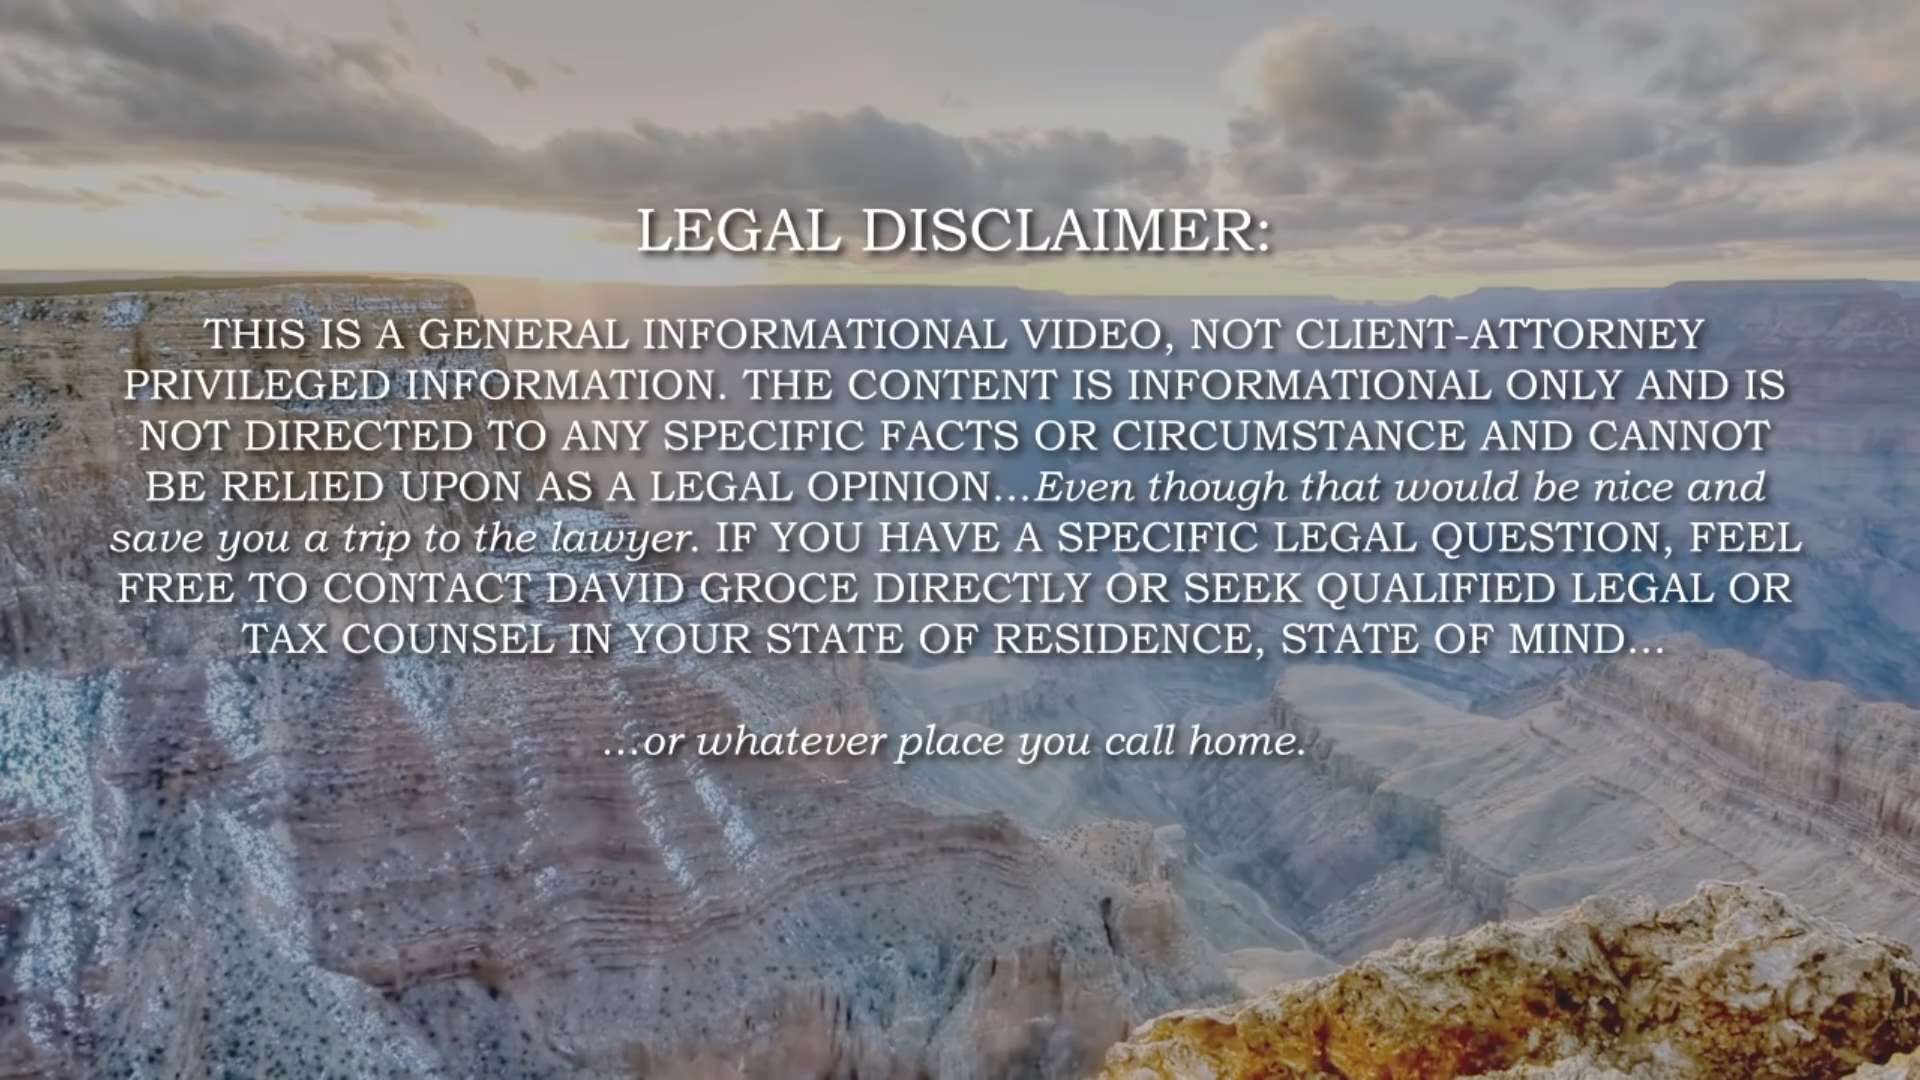 LEGAL DISCLAIMER:
THIS IS A GENERAL INFORMATIONAL VIDEO, NOT CLIENT-ATTORNEY
PRIVILEGED INFORMATION. THE CONTENT IS INFORMATIONAL ONLY AND IS
NOT DIRECTED TO ANY SPECIFIC FACTS OR CIRCUMSTANCE AND CANNOT
BE RELIED UPON AS A LEGAL OPINION...Even though that would be nice and
save you a trip to the lawyer. IF YOU HAVE A SPECIFIC LEGAL QUESTION, FEEL
FREE TO CONTACT DAVID GROCE DIRECTLY OR SEEK QUALIFIED LEGAL OR
TAX COUNSEL IN YOUR STATE OF RESIDENCE, STATE OF MIND...
...or whatever place you call home.